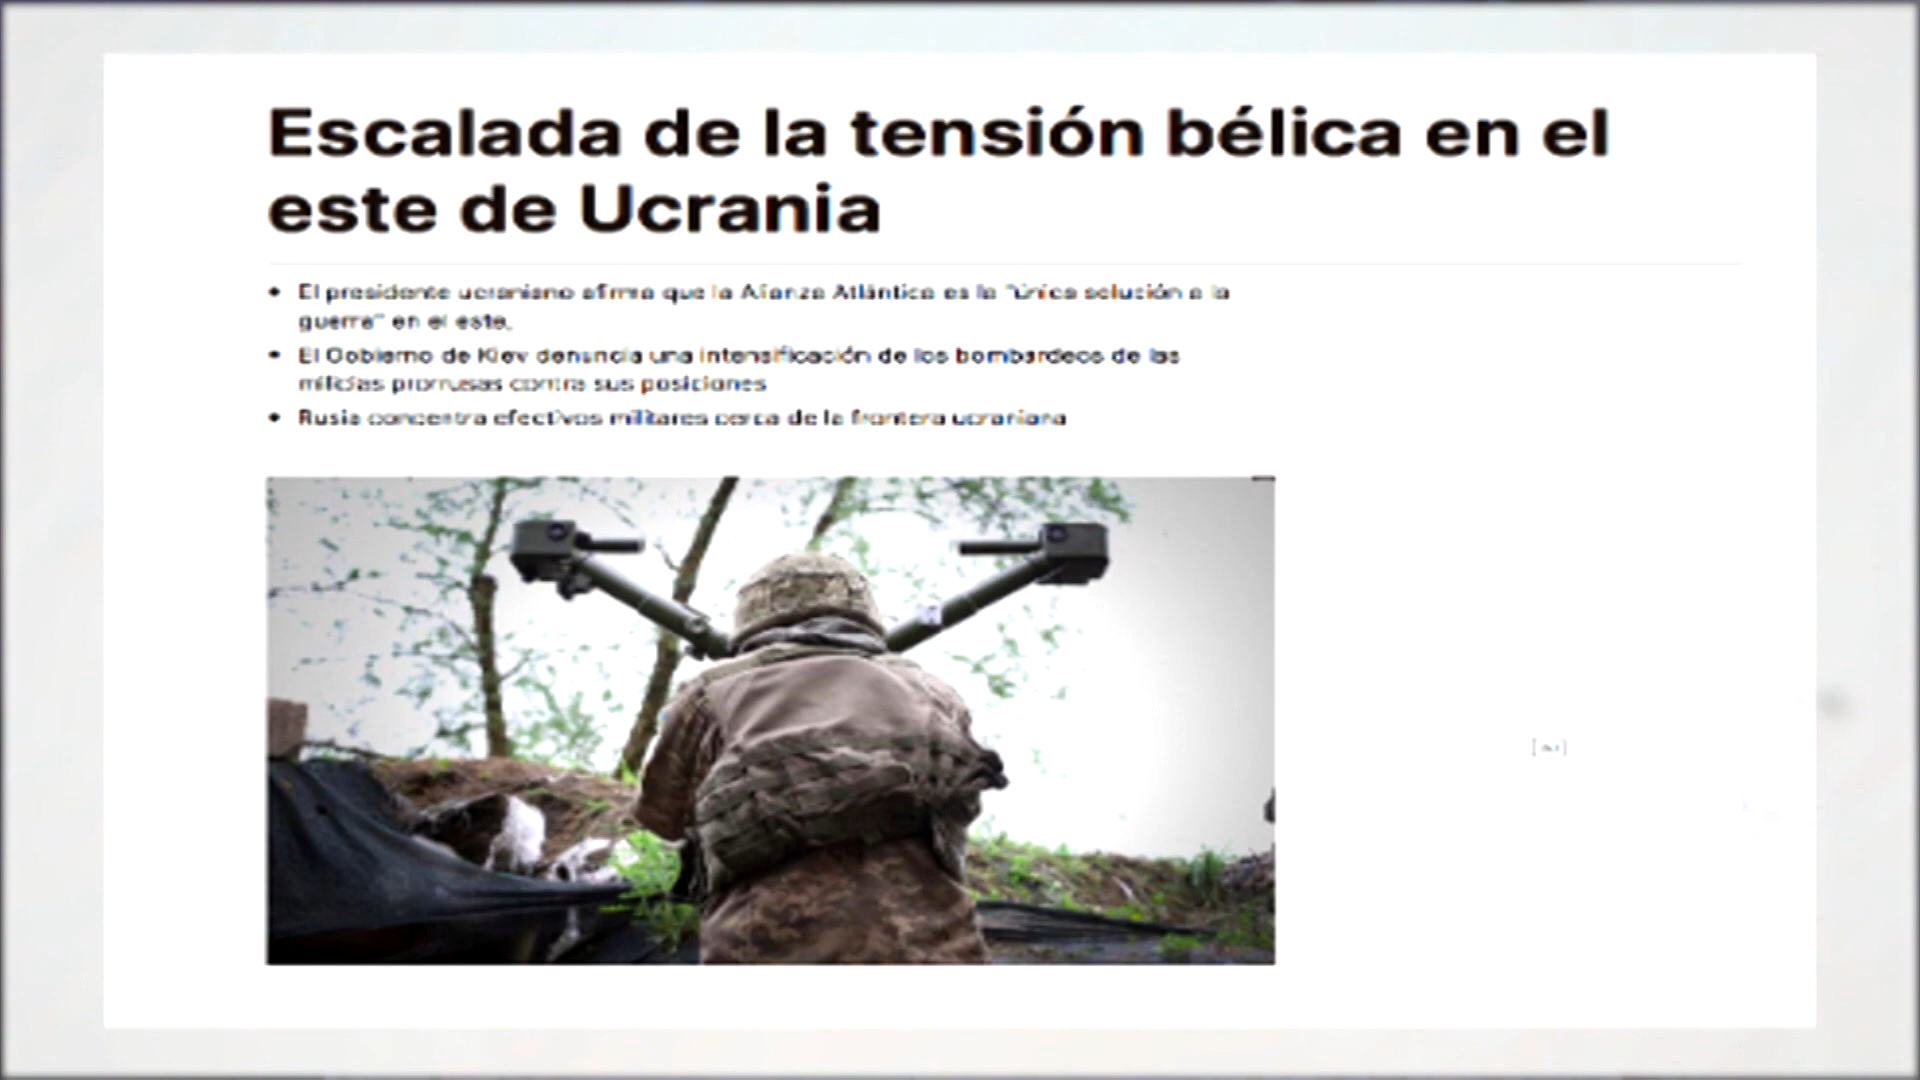 Escalada de la tensión bélica en el
este de Ucrania
• El presidente ucraniano afirma que la Alianza Atlántica es la "única solución a la
guerra" en el este.
• El Gobierno de Kiev denuncia una intensificación de los bombardeos de las
milicias prorrusas contra sus posiciones
• Rusia concentra efectivos militares cerca de la frontera ucraniana